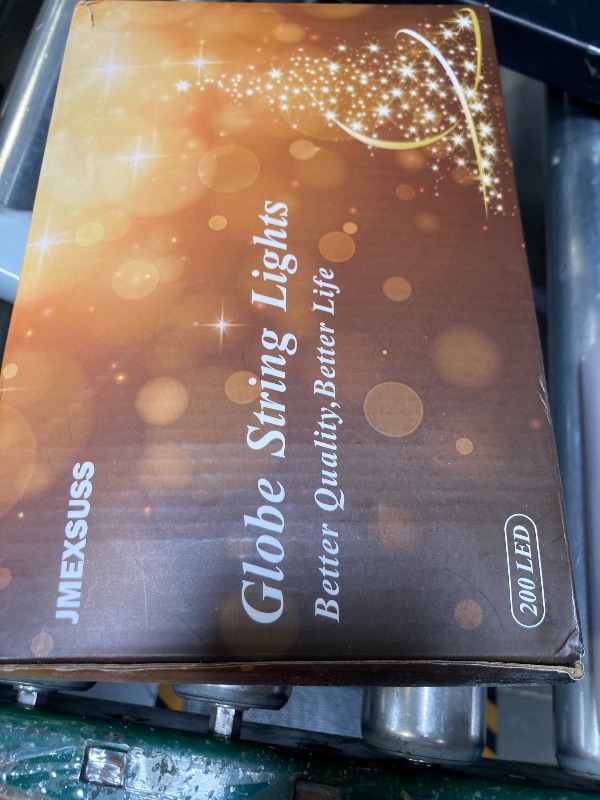 JMEXSUSS
Globe String Lights
Better Quality,Better Life
200 LED